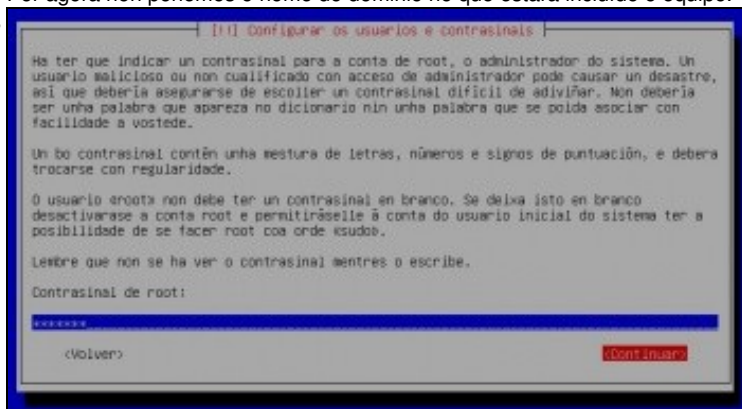 Por agora non poñemos o nome de dominio no que estará incluído o equipo.
[!!] Configurar os usuarios e contrasinais
Ha ter que indicar un contrasinal para a conta de root, o administrador do sistema. Un
usuario malicioso ou non cualificado con acceso de administrador pode causar un desastre,
así que debería asegurarse de escoller un contrasinal difícil de adiviñar. Non debería
ser unha palabra que apareza no dicionario nin unha palabra que se poida asociar con
facilidade a vostede.
Un bo contrasinal contén unha mestura de letras, números e signos de puntuación, e debera
trocarse con regularidade.
O usuario «root» non debe ter un contrasinal en branco. Se deixa isto en branco
desactivarase a conta root e permitiráselle á conta do usuario inicial do sistema ter a
posibilidade de se facer root coa orde «sudo».
Lembre que non se ha ver o contrasinal mentres o escribe.
Contrasinal de root:
<Volver> <Continuar>